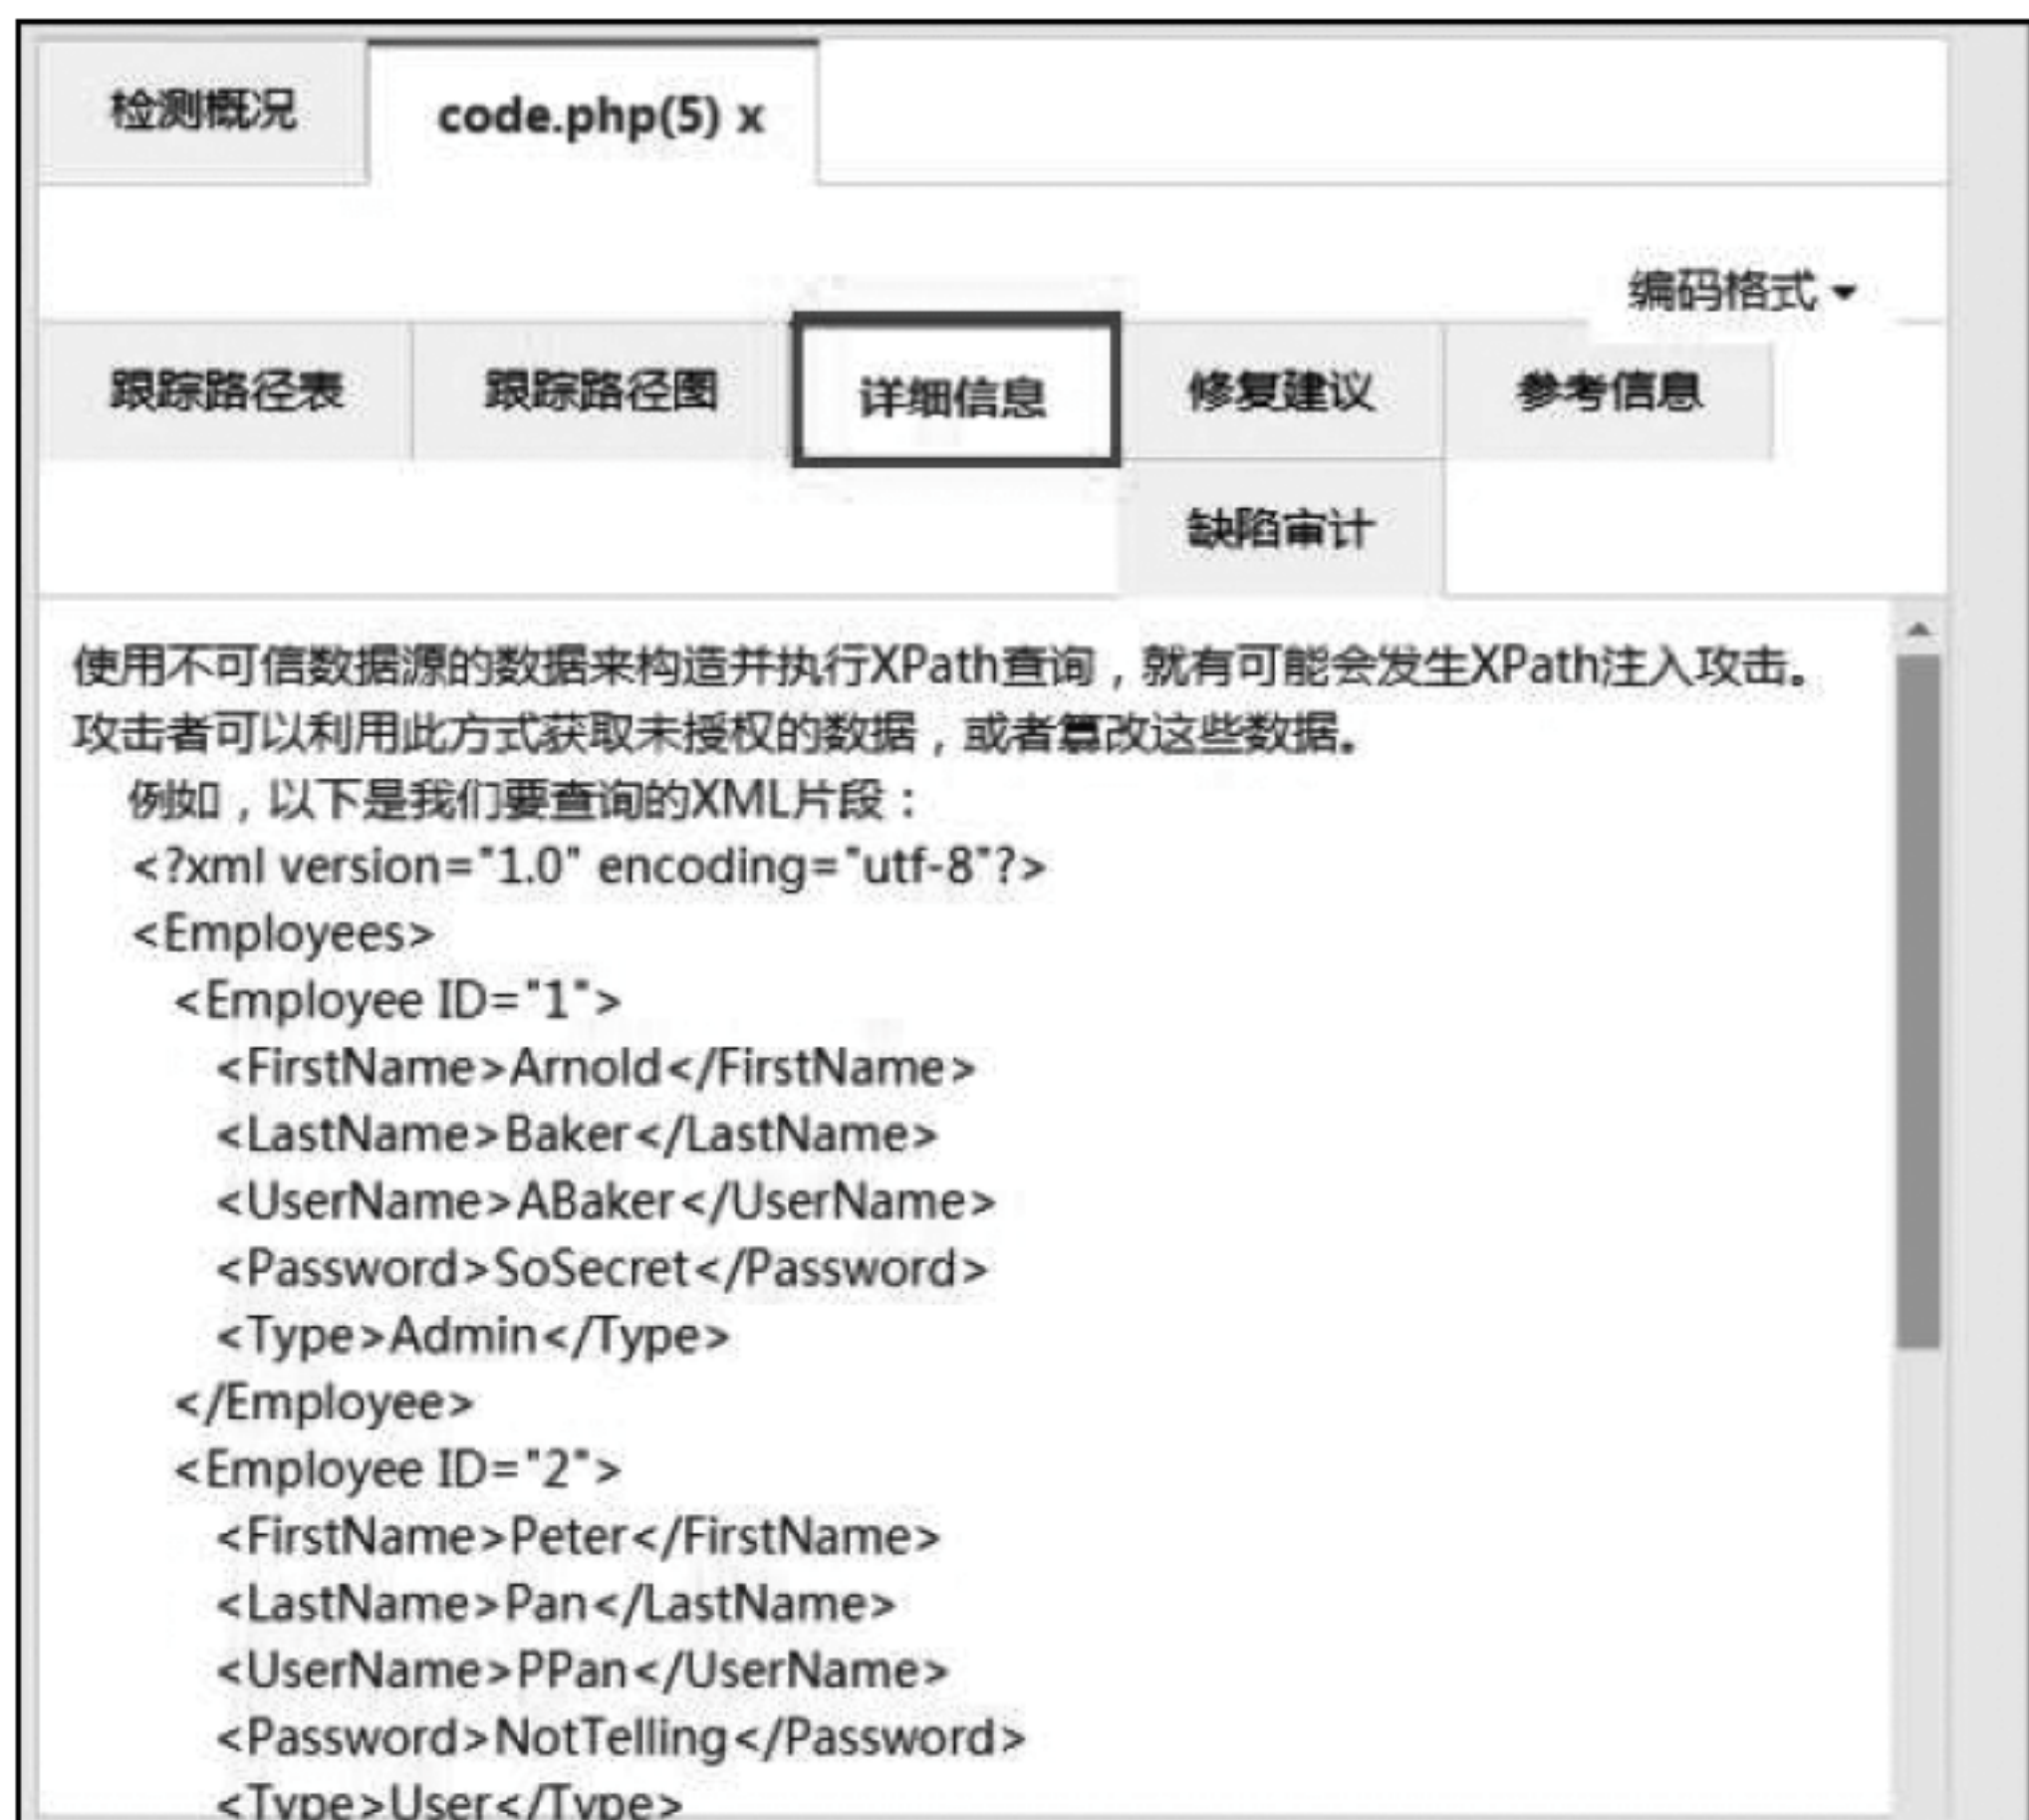 检测概况 code.php(5) x
编码格式
跟踪路径表 跟踪路径图 详细信息 修复建议 参考信息
缺陷审计
使用不可信数据源的数据来构造并执行XPath查询，就有可能会发生XPath注入攻击。
攻击者可以利用此方式获取未授权的数据，或者篡改这些数据。
例如，以下是我们要查询的XML片段：
<?xml version="1.0" encoding="utf-8"?>
<Employees>
<Employee ID="1">
<FirstName>Arnold</FirstName>
<LastName>Baker</LastName>
<UserName>ABaker</UserName>
<Password>SoSecret</Password>
<Type>Admin</Type>
</Employee>
<Employee ID="2">
<FirstName>Peter</FirstName>
<LastName>Pan</LastName>
<UserName>PPan</UserName>
<Password>NotTelling</Password>
<Type>User</Type>